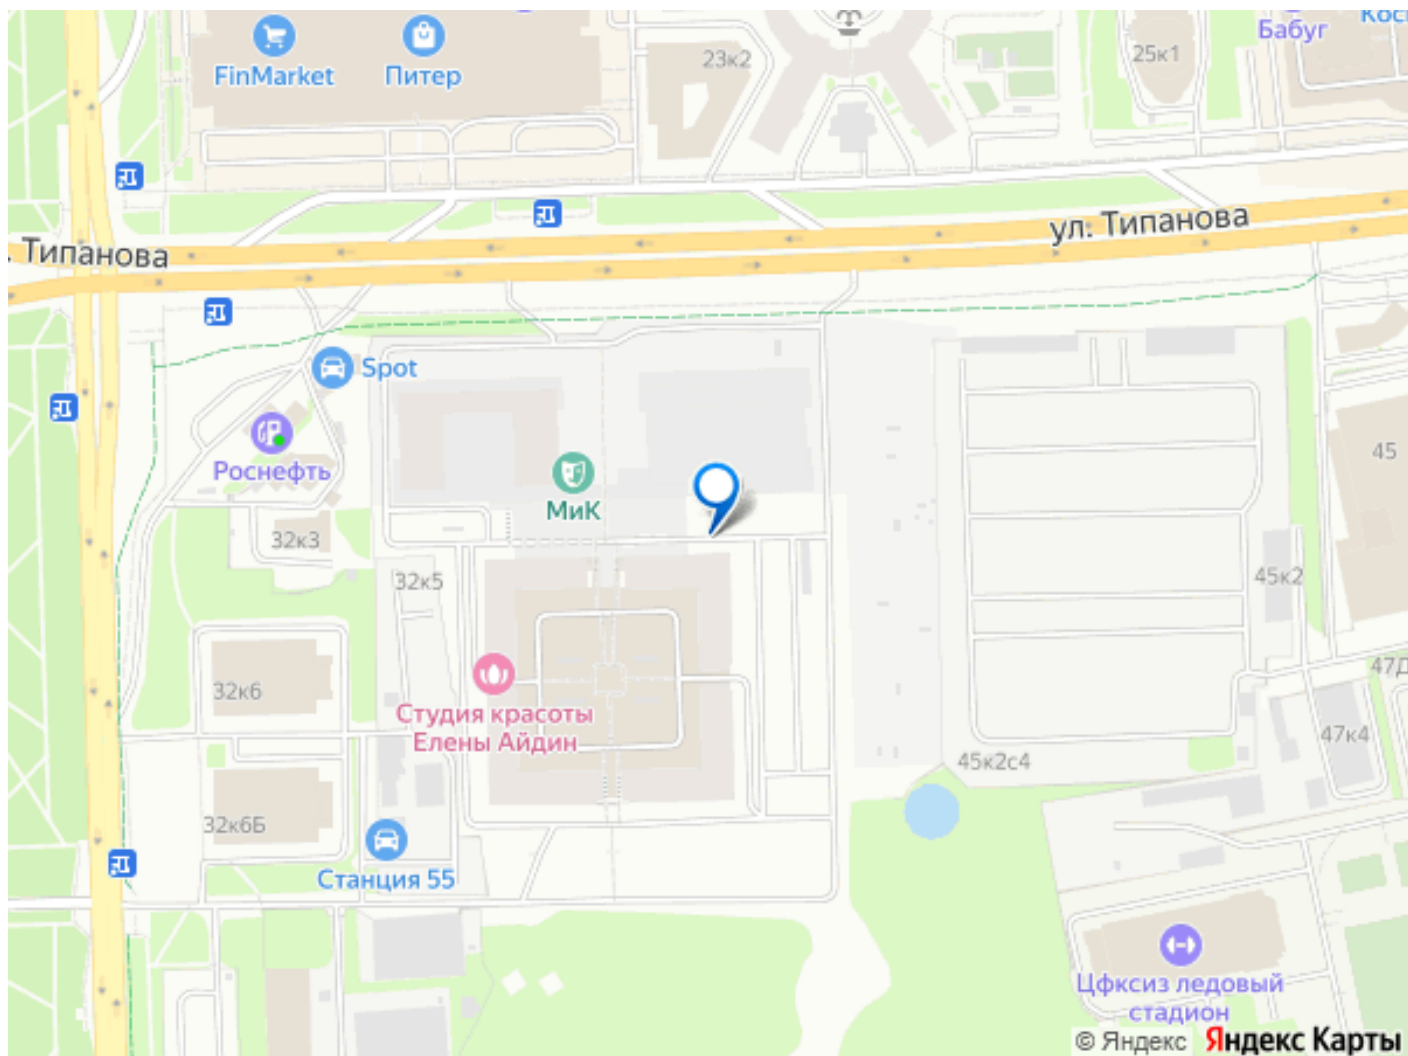 FinMarket
Питер
23к2
25к1
Бабуг
ул. Типанова
. Типанова
Spot
Роснефть
МиК
45
32к3
32к5
45к2
32к6
Студия красоты
Елены Айдин
47Д
47к4
45к2с4
32к6Б
Станция 55
Цфксиз ледовый
стадион
© Яндекс Яндекс Карты